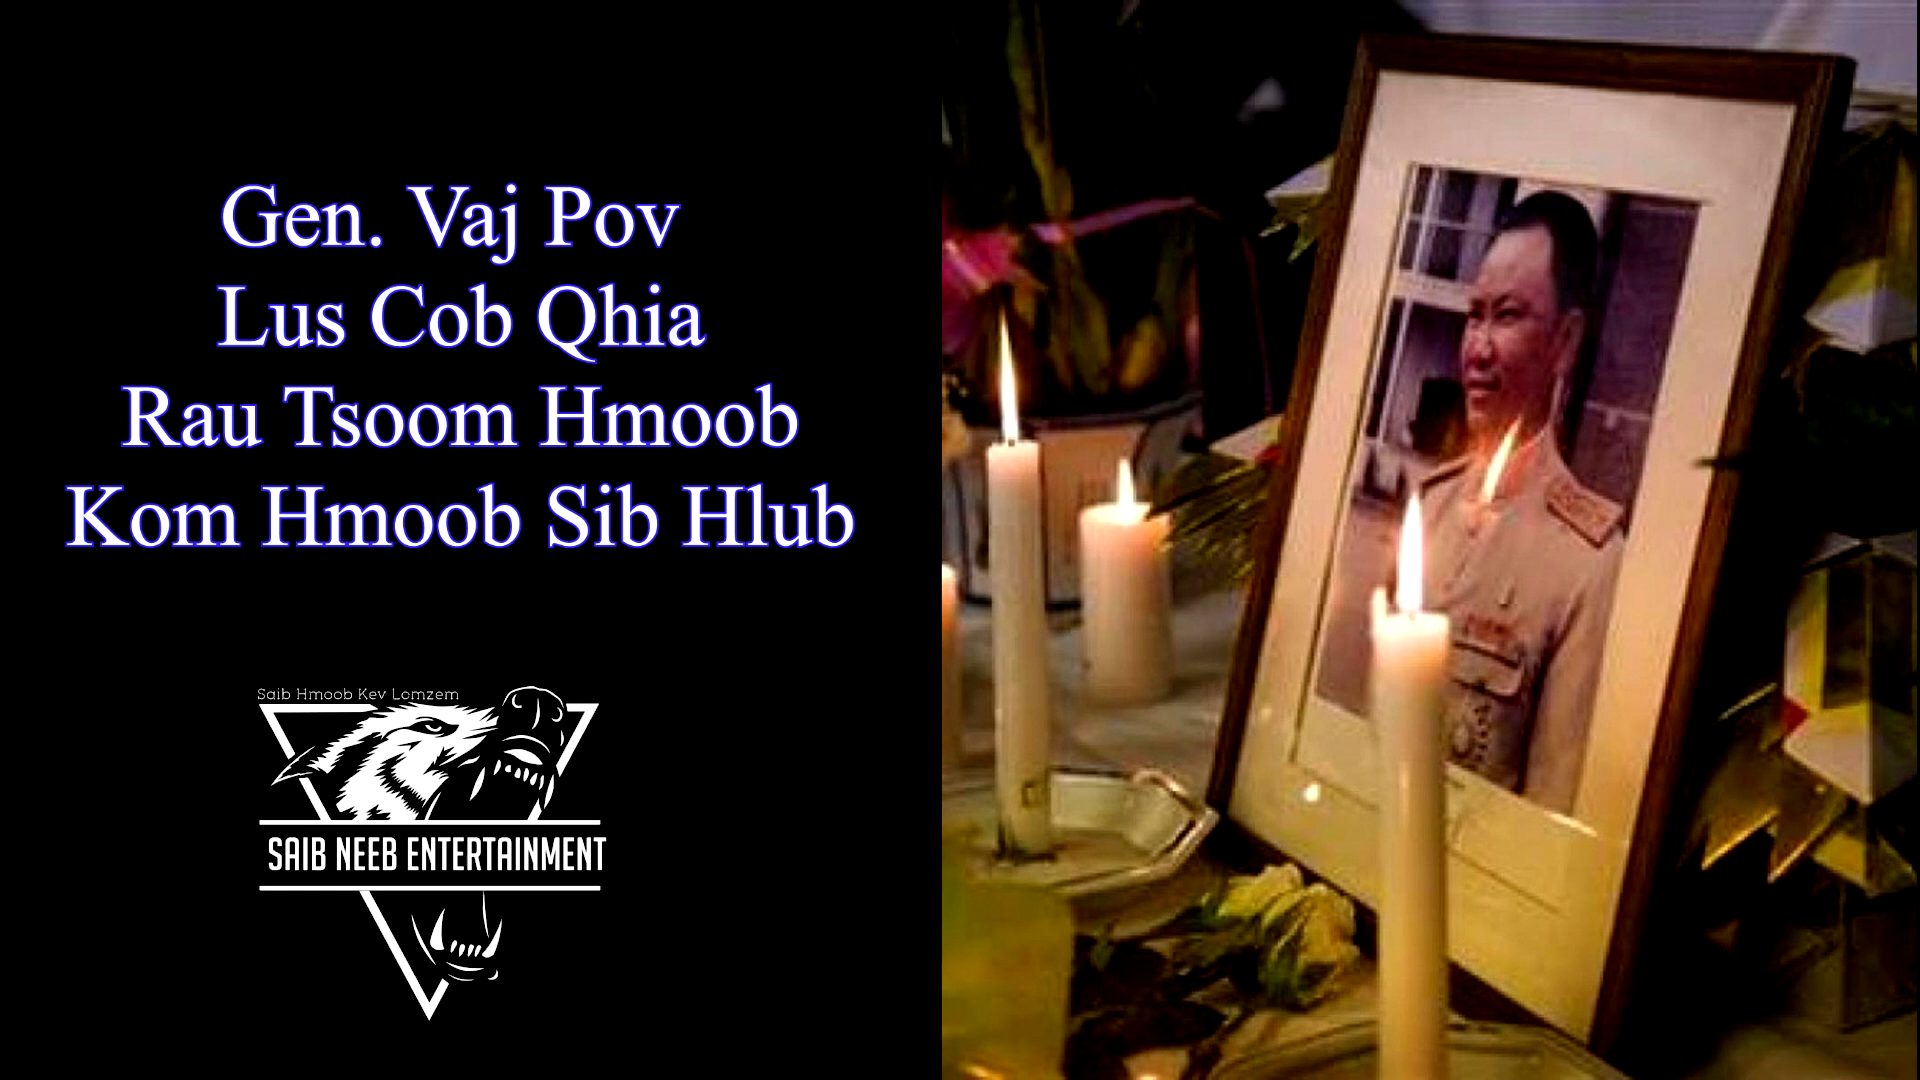 Gen. Vaj Pov
Lus Cob Qhia
Rau Tsoom Hmoob
Kom Hmoob Sib Hlub
Saib Hmoob Kev Lomzem
SAIB NEEB ENTERTAINMENT